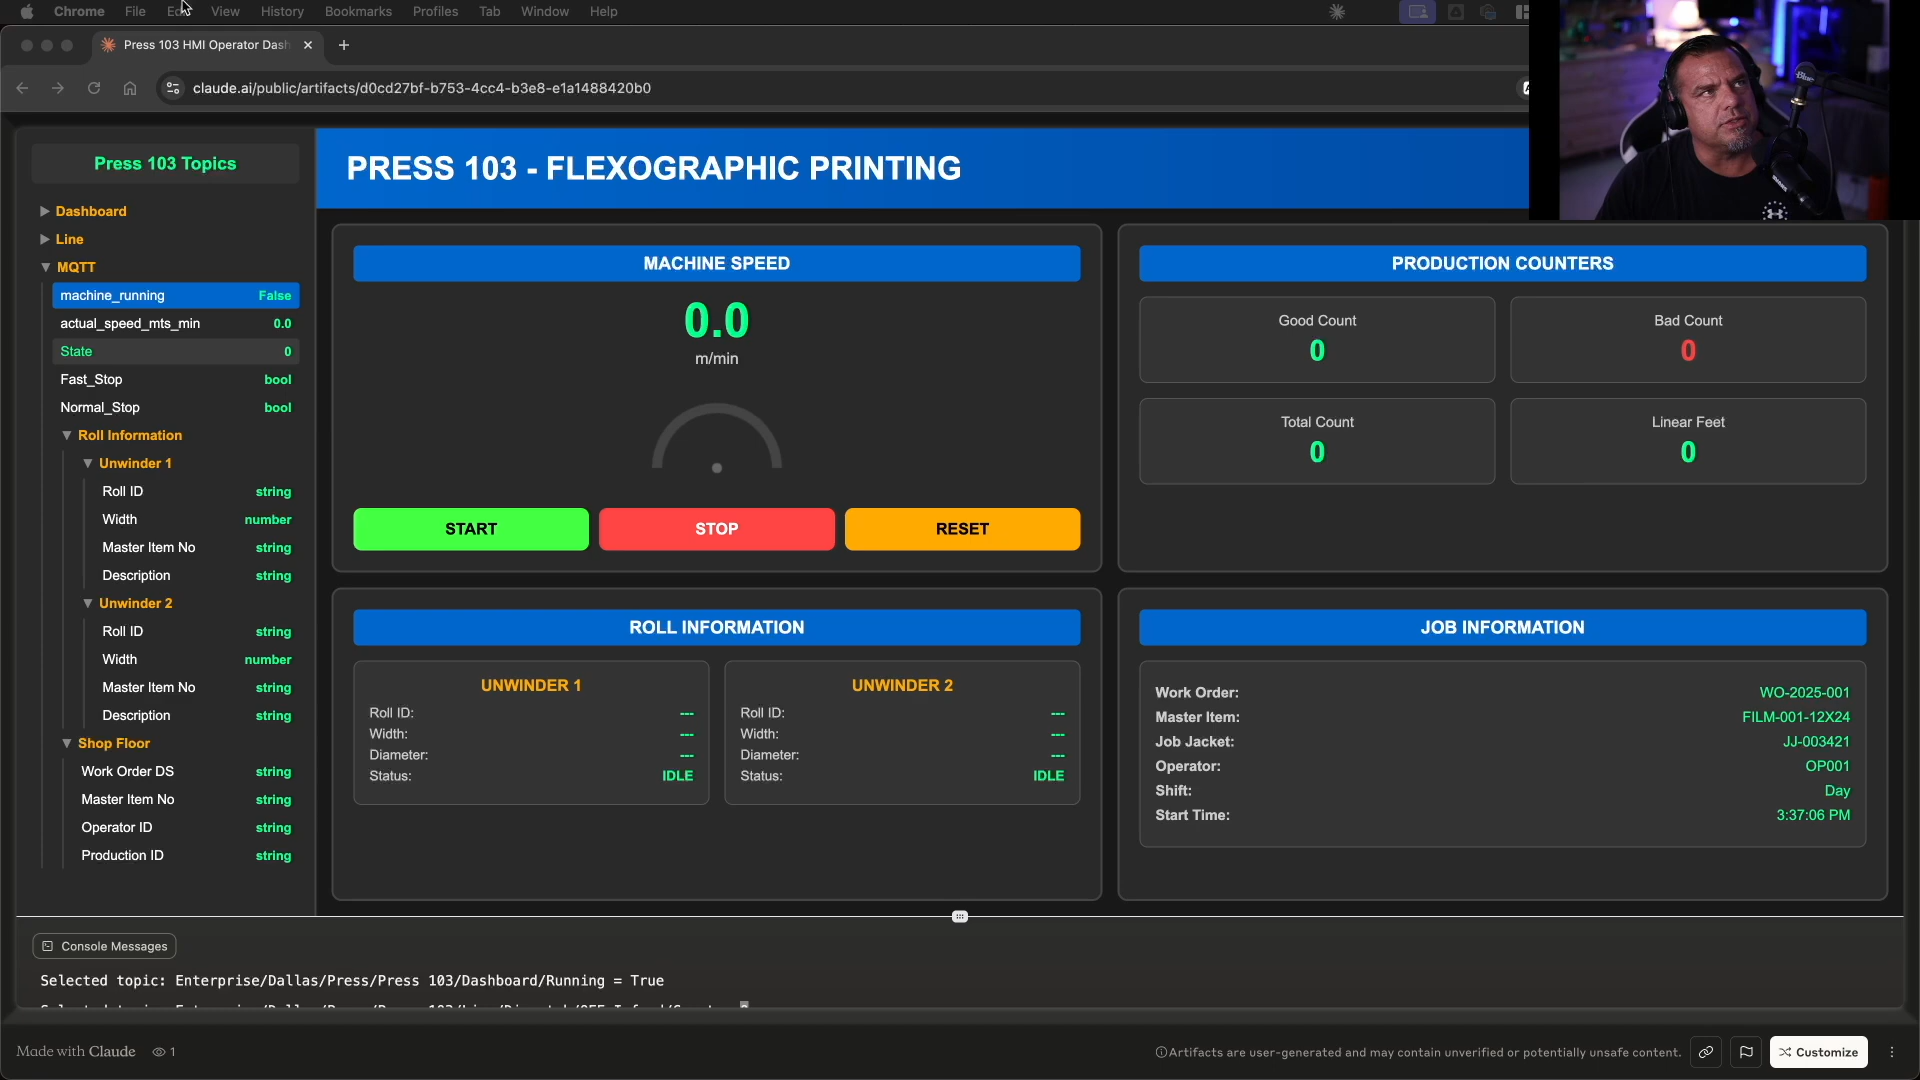 Chrome File View History Bookmarks Profiles Tab Window Help
Press 103 HMI Operator Dash
claude.ai/public/artifacts/d0cd27bf-b753-4cc4-b3e8-e1a1488420b0
Press 103 Topics
Dashboard
Line
MQTT
machine_running False
actual_speed_mts_min 0.0
State 0
Fast_Stop bool
Normal_Stop bool
Roll Information
Unwinder 1
Roll ID string
Width number
Master Item No string
Description string
Unwinder 2
Roll ID string
Width number
Master Item No string
Description string
Shop Floor
Work Order DS string
Master Item No string
Operator ID string
Production ID string
PRESS 103 - FLEXOGRAPHIC PRINTING
MACHINE SPEED
0.0
m/min
START STOP RESET
PRODUCTION COUNTERS
Good Count
0
Bad Count
0
Total Count
0
Linear Feet
0
ROLL INFORMATION
UNWINDER 1
Roll ID: ---
Width: ---
Diameter: ---
Status: IDLE
UNWINDER 2
Roll ID: ---
Width: ---
Diameter: ---
Status: IDLE
JOB INFORMATION
Work Order: WO-2025-001
Master Item: FILM-001-12X24
Job Jacket: JJ-003421
Operator: OP001
Shift: Day
Start Time: 3:37:06 PM
Console Messages
Selected topic: Enterprise/Dallas/Press/Press 103/Dashboard/Running = True
Made with Claude 1
Artifacts are user-generated and may contain unverified or potentially unsafe content.
Customize